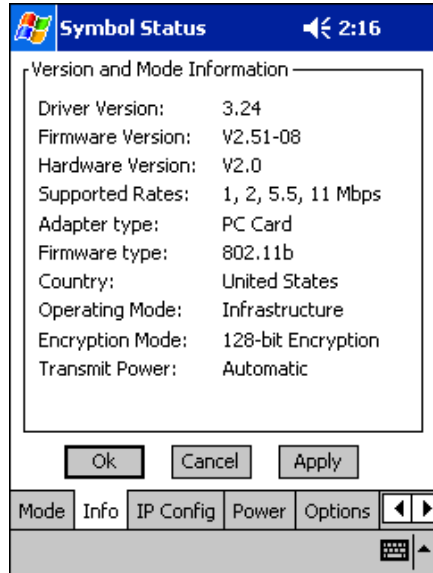 Symbol Status 2:16
Version and Mode Information
Driver Version: 3.24
Firmware Version: V2.51-08
Hardware Version: V2.0
Supported Rates: 1, 2, 5.5, 11 Mbps
Adapter type: PC Card
Firmware type: 802.11b
Country: United States
Operating Mode: Infrastructure
Encryption Mode: 128-bit Encryption
Transmit Power: Automatic
Ok Cancel Apply
Mode Info IP Config Power Options